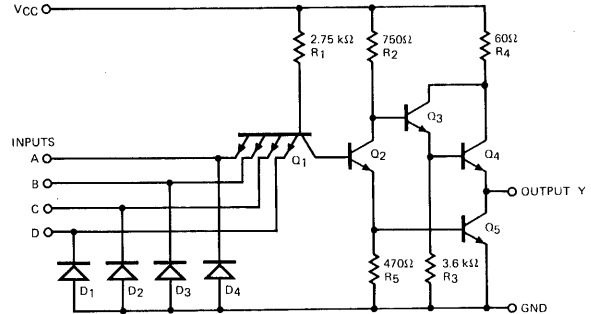 VCC
2.75 kΩ
R1
750Ω
R2
60Ω
R4
Q3
INPUTS
A
Q1
Q2
Q4
B
OUTPUT Y
C
Q5
D
470Ω
R5
3.6 kΩ
R3
D1
D2
D3
D4
GND